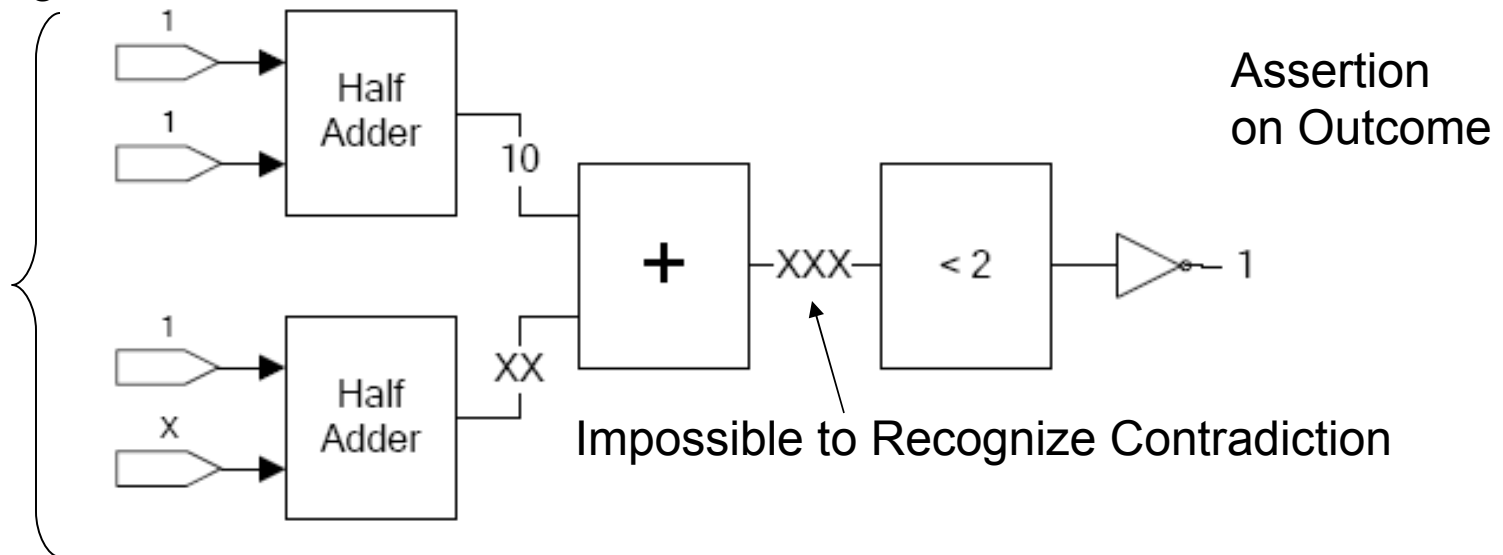 1
1
Half
Adder
10
Assertion
on Outcome
+
XXX
< 2
1
1
X
Half
Adder
XX
Impossible to Recognize Contradiction